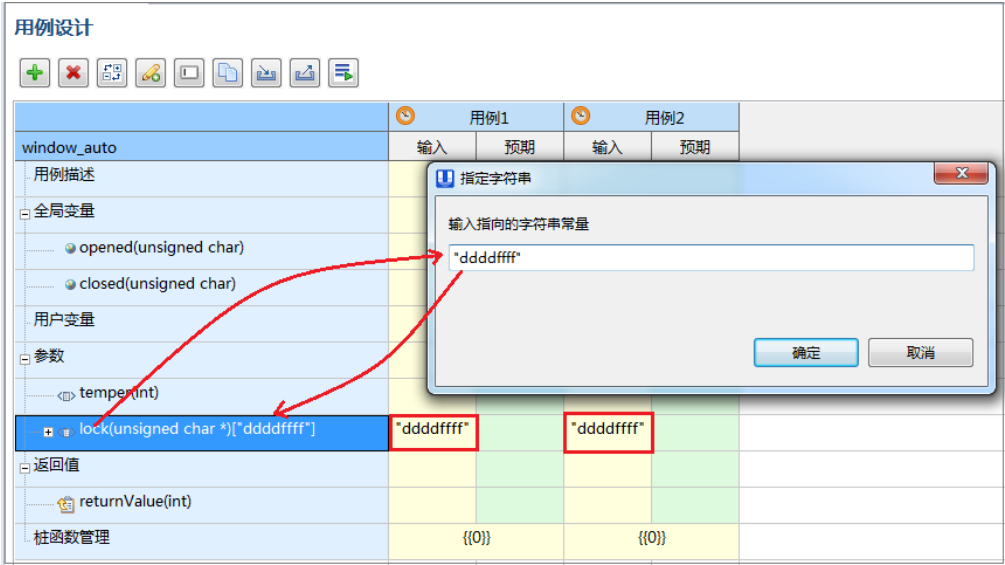 用例设计
用例1 用例2
window_auto 输入 预期 输入 预期
用例描述
全局变量
opened(unsigned char)
closed(unsigned char)
用户变量
参数
temper(int)
lock(unsigned char *)["ddddffff"] "ddddffff" "ddddffff"
返回值
returnValue(int)
桩函数管理 {{0}} {{0}}
指定字符串
输入指向的字符串常量
"ddddffff"
确定 取消